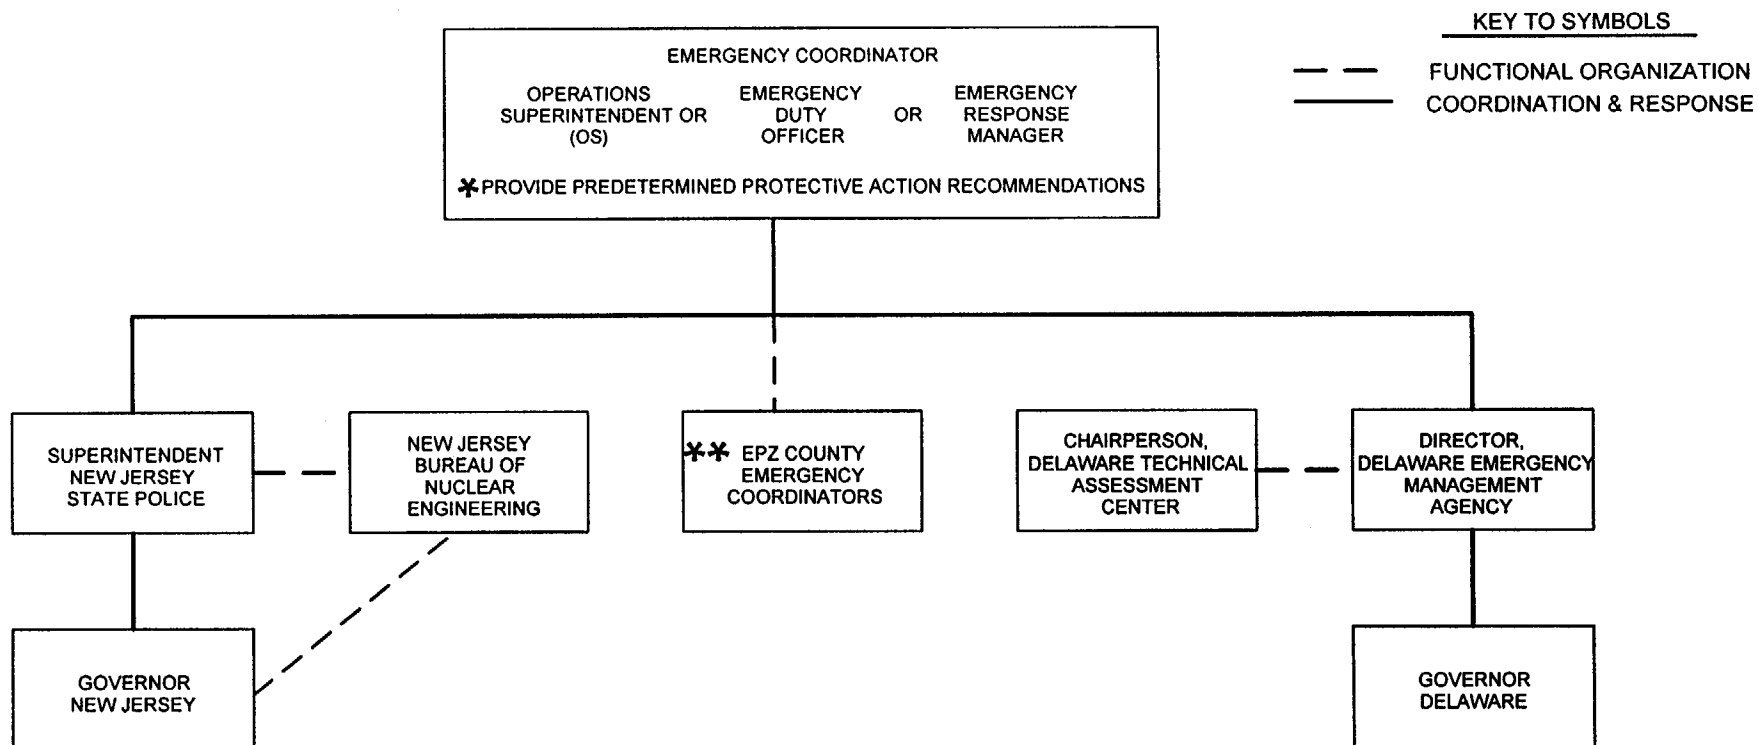 KEY TO SYMBOLS
FUNCTIONAL ORGANIZATION
COORDINATION & RESPONSE
EMERGENCY COORDINATOR
OPERATIONS
SUPERINTENDENT OR
(OS)
EMERGENCY
DUTY
OFFICER
OR
EMERGENCY
RESPONSE
MANAGER
*PROVIDE PREDETERMINED PROTECTIVE ACTION RECOMMENDATIONS
SUPERINTENDENT
NEW JERSEY
STATE POLICE
NEW JERSEY
BUREAU OF
NUCLEAR
ENGINEERING
** EPZ COUNTY
EMERGENCY
COORDINATORS
CHAIRPERSON,
DELAWARE TECHNICAL
ASSESSMENT
CENTER
DIRECTOR,
DELAWARE EMERGENCY
MANAGEMENT
AGENCY
GOVERNOR
NEW JERSEY
GOVERNOR
DELAWARE